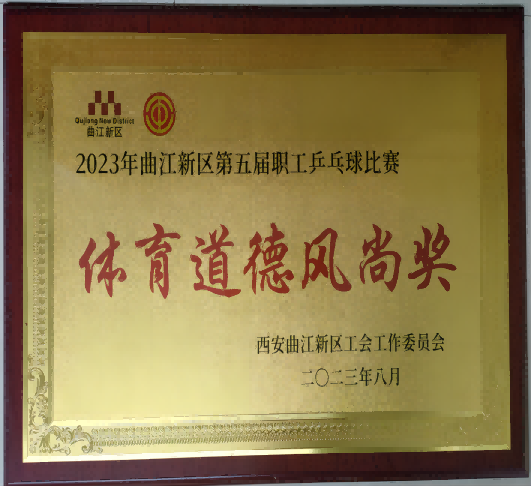 Qujiang New District
曲江新区
2023年曲江新区第五届职工乒乓球比赛
体育道德风尚奖
西安曲江新区工会工作委员会
二〇二三年八月